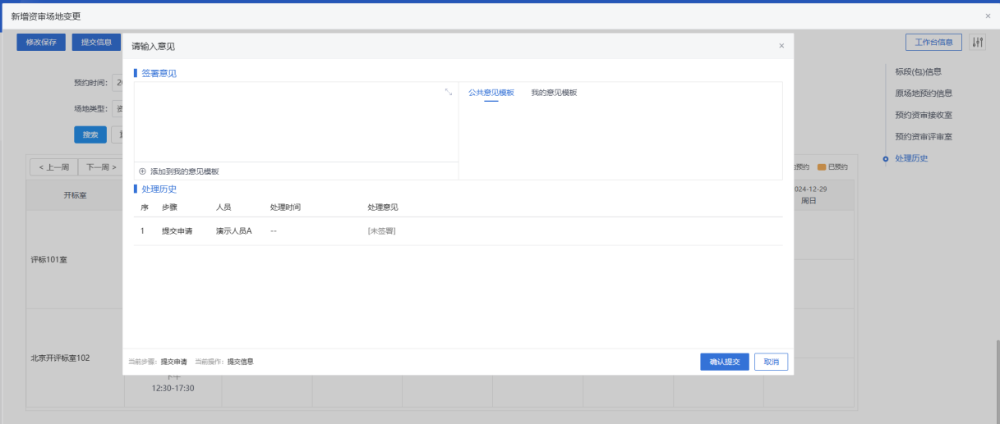 新增资审场地变更 ×
修改保存 提交信息 工作台信息
请输入意见 ×
签署意见
公共意见模板 我的意见模板
添加到我的意见模板
处理历史
序 步骤 人员 处理时间 处理意见
1 提交申请 演示人员A -- [未签署]
当前步骤: 提交申请 当前操作: 提交信息
确认提交 取消
预约时间: 2
场地类型:
搜索
< 上一周 下一周 >
预约 已预约
开标室
024-12-29
周日
评标101室
北京开评标室102
12:30-17:30
标段(包)信息
原场地预约信息
预约资审接收室
预约资审评审室
处理历史